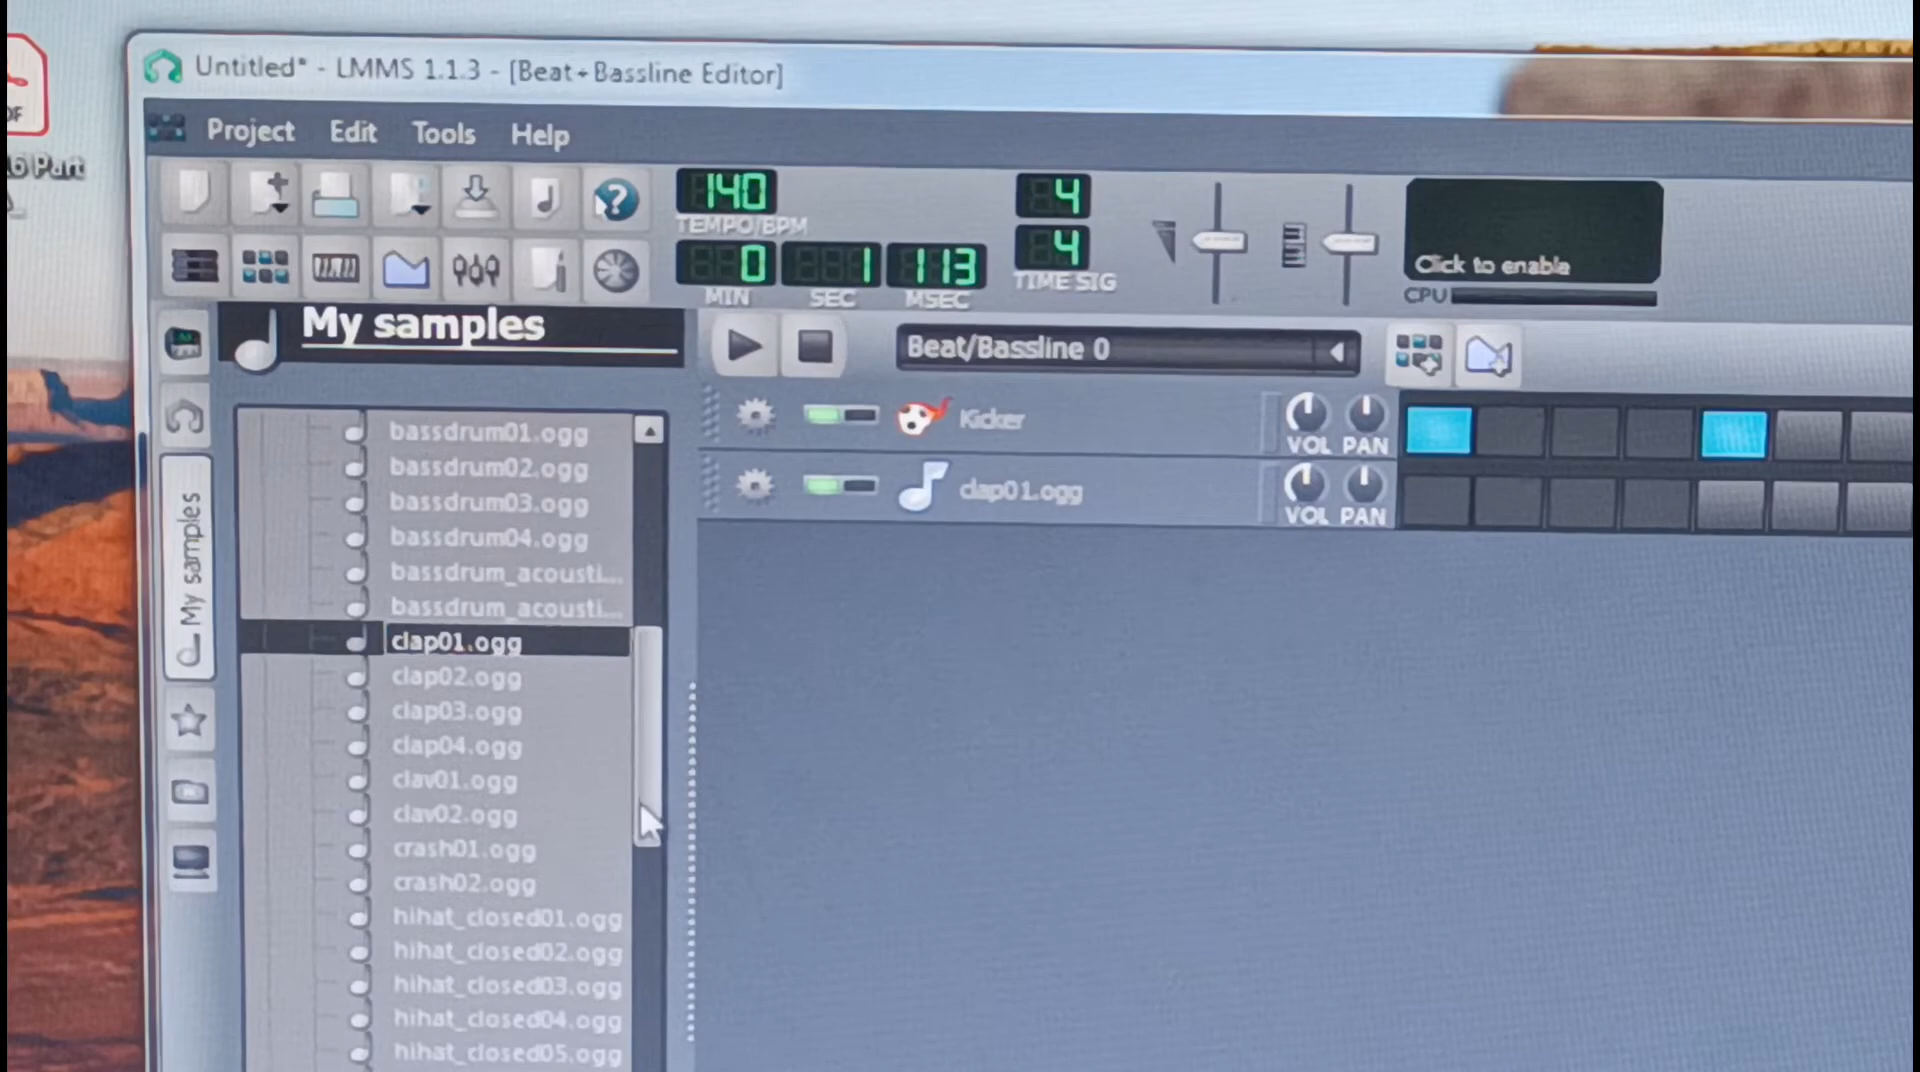 Untitled* - LMMS 1.1.3 - [Beat+Bassline Editor]
Project Edit Tools Help
6 Part
140
TEMPO/BPM
4
4
TIME SIG
0 1 113
MIN SEC MSEC
Click to enable
CPU
My samples
Beat/Bassline 0
My samples
Kicker
VOL PAN
clap01.ogg
VOL PAN
bassdrum01.ogg
bassdrum02.ogg
bassdrum03.ogg
bassdrum04.ogg
bassdrum_acousti...
bassdrum_acousti...
clap01.ogg
clap02.ogg
clap03.ogg
clap04.ogg
clav01.ogg
clav02.ogg
crash01.ogg
crash02.ogg
hihat_closed01.ogg
hihat_closed02.ogg
hihat_closed03.ogg
hihat_closed04.ogg
hihat_closed05.ogg